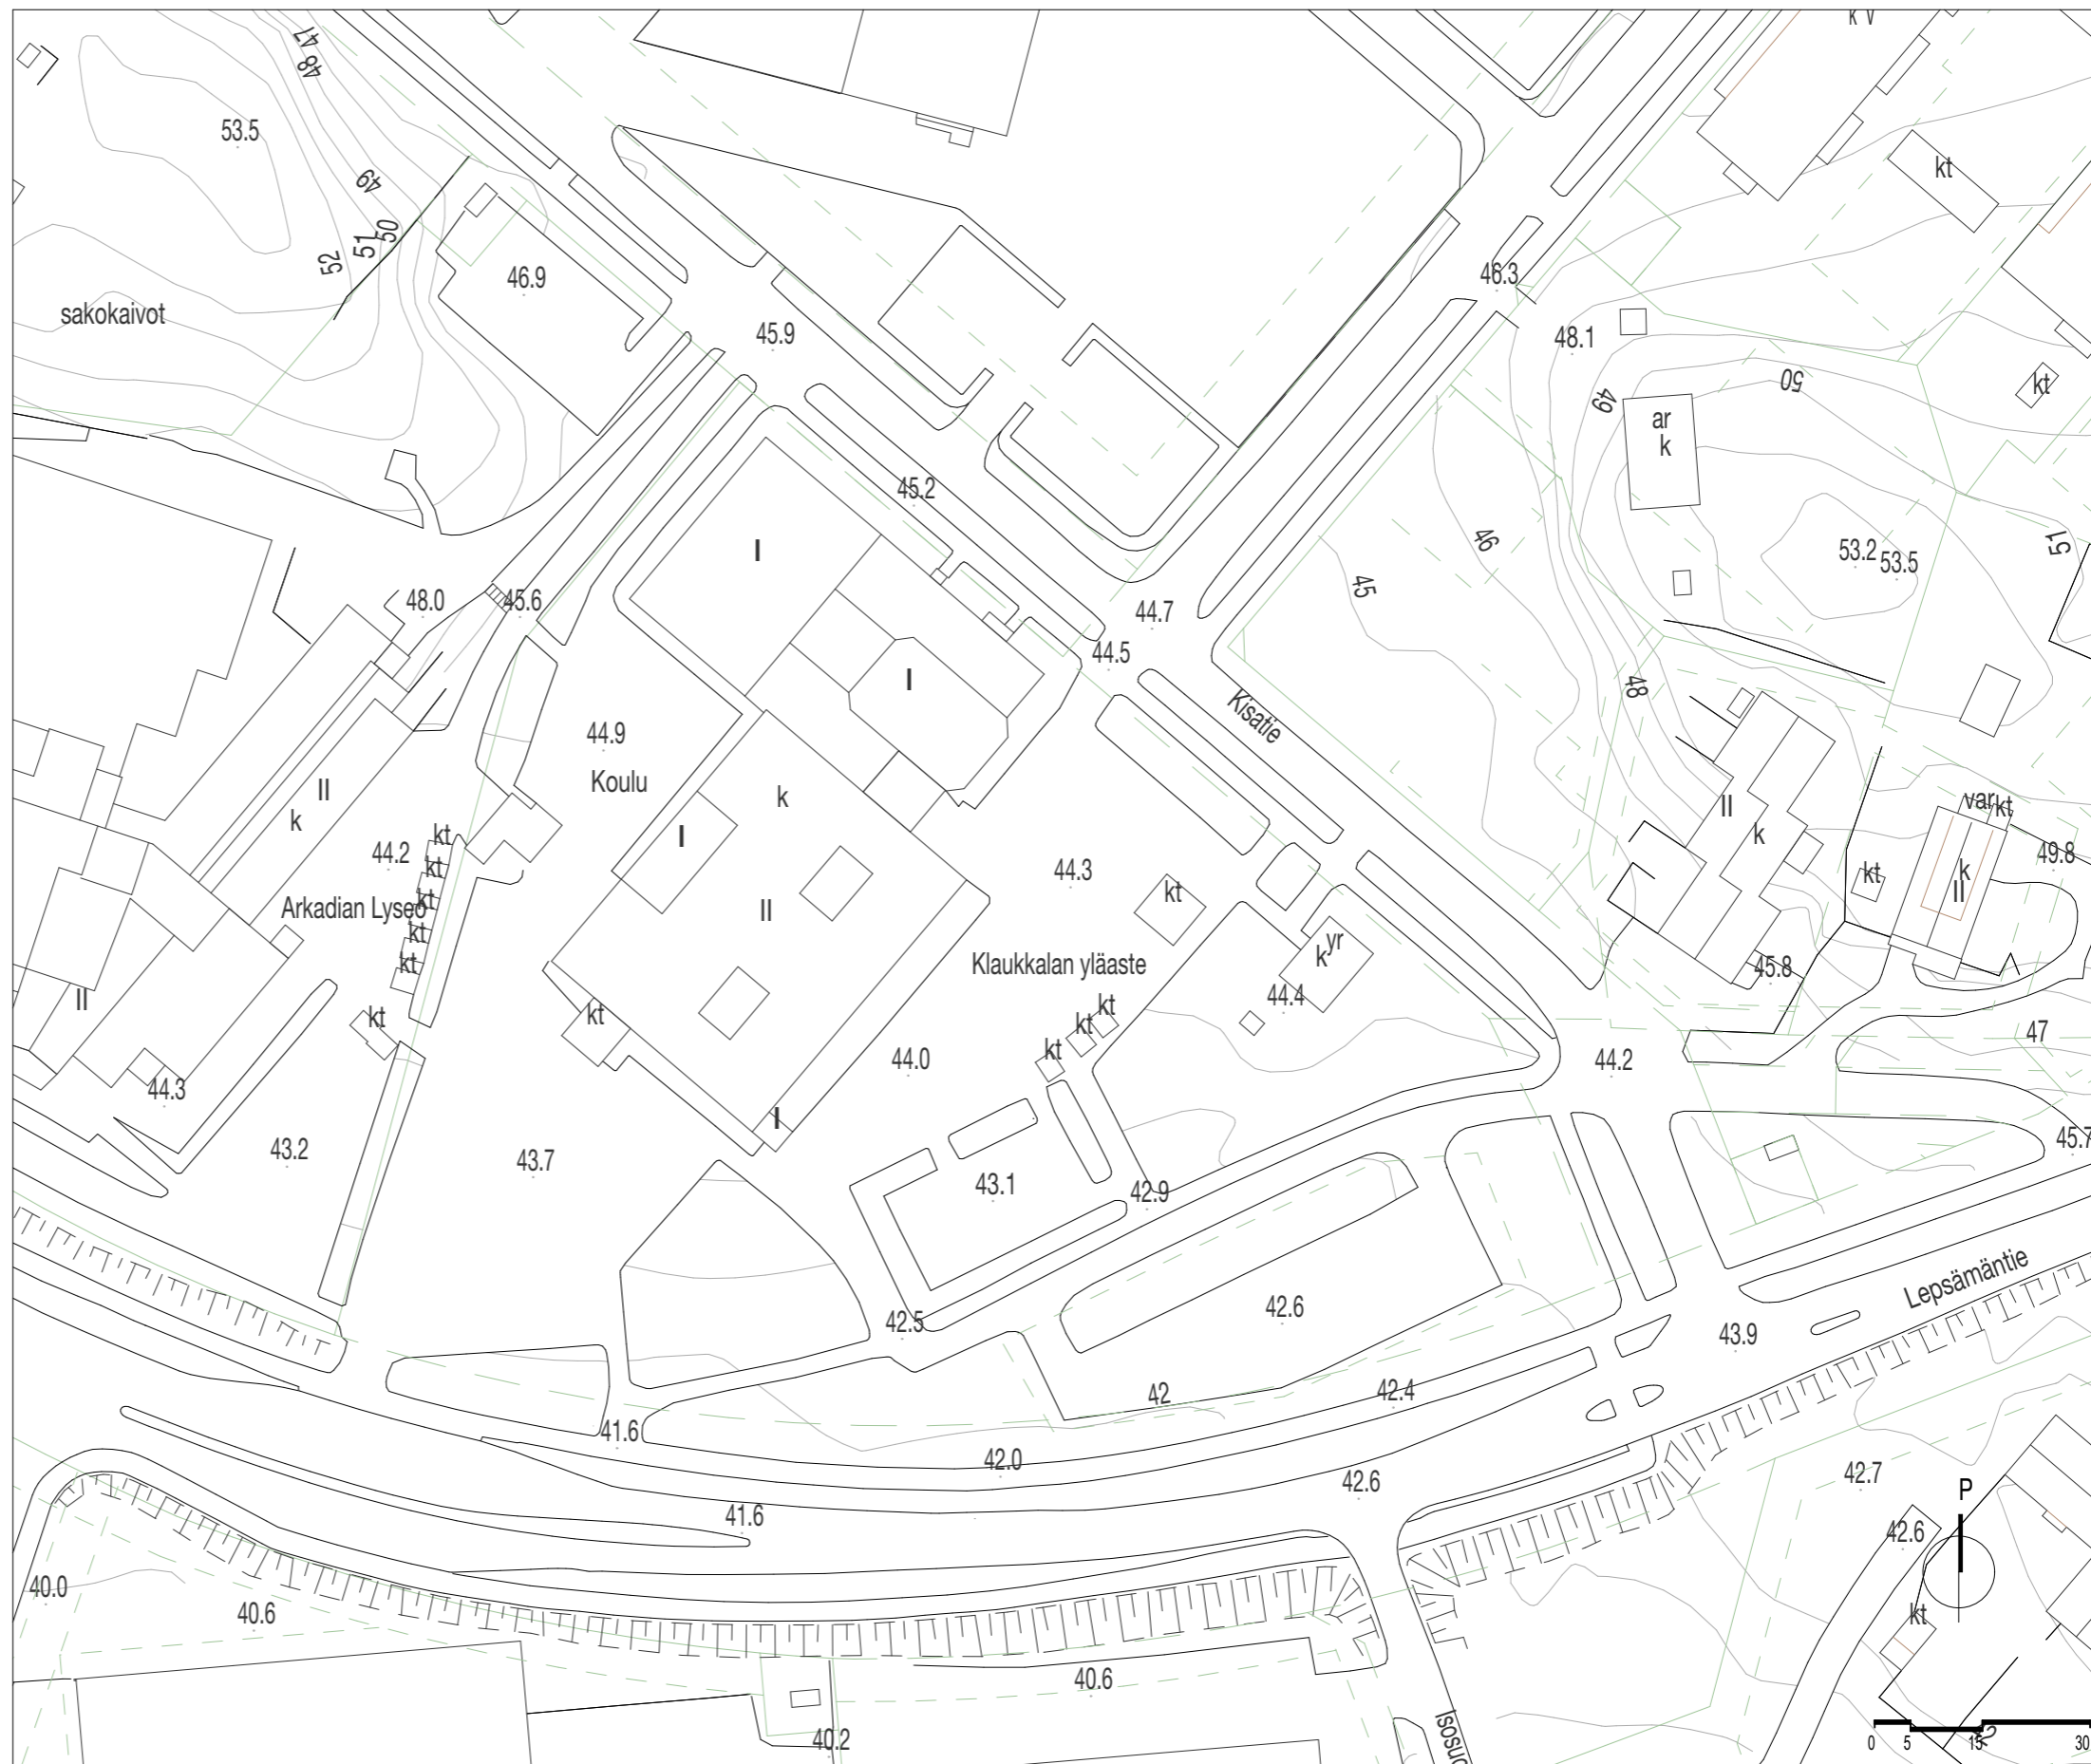 k V
47
48
53.5
49
kt
50
51
52
46.9
46.3
sakokaivot
45.9
48.1
50
kt
49
ar
k
45.2
46
51
I
53.2
53.5
45
48.0
45.6
44.7
44.5
I
48
Kisatie
44.9
Koulu
II
k
k
I
II
k
var
kt
kt
44.2
kt
44.3
kt
49.8
kt
k
II
kt
Arkadian Lyseo
II
kt
yr
k
kt
Klaukkalan yläaste
45.8
II
44.4
kt
kt
kt
kt
kt
47
44.3
44.0
44.2
I
43.2
43.7
45.7
43.1
42.9
Lepsämäntie
42.6
42.5
43.9
42
42.4
41.6
42.0
42.6
42.7
P
41.6
42.6
40.0
40.6
kt
40.6
40.2
0 5 15 30